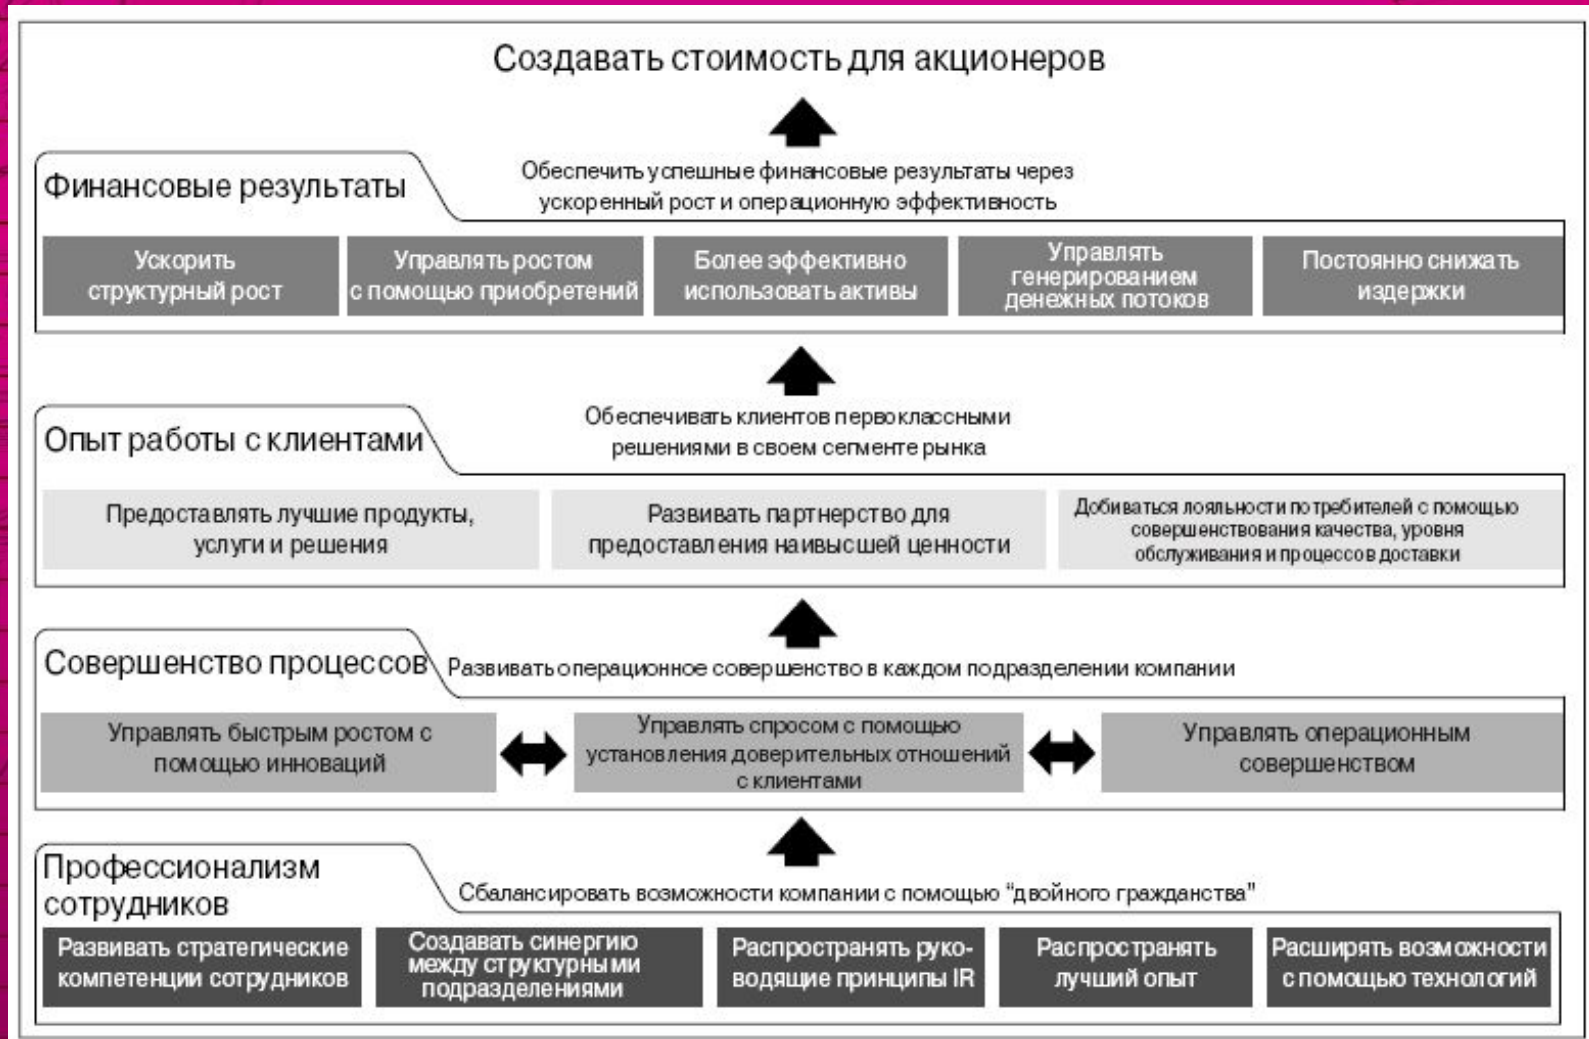 Создавать стоимость для акционеров
Финансовые результаты
Обеспечить успешные финансовые результаты через
ускоренный рост и операционную эффективность
Ускорить
структурный рост
Управлять ростом
с помощью приобретений
Более эффективно
использовать активы
Управлять
генерированием
денежных потоков
Постоянно снижать
издержки
Опыт работы с клиентами
Обеспечивать клиентов первоклассными
решениями в своем сегменте рынка
Предоставлять лучшие продукты,
услуги и решения
Развивать партнерство для
предоставления наивысшей ценности
Добиваться лояльности потребителей с помощью
совершенствования качества, уровня
обслуживания и процессов доставки
Совершенство процессов
Развивать операционное совершенство в каждом подразделении компании
Управлять быстрым ростом с
помощью инноваций
Управлять спросом с помощью
установления доверительных отношений
с клиентами
Управлять операционным
совершенством
Профессионализм
сотрудников
Сбалансировать возможности компании с помощью "двойного гражданства"
Развивать стратегические
компетенции сотрудников
Создавать синергию
между структурными
подразделениями
Распространять руко-
водящие принципы IR
Распространять
лучший опыт
Расширять возможности
с помощью технологий